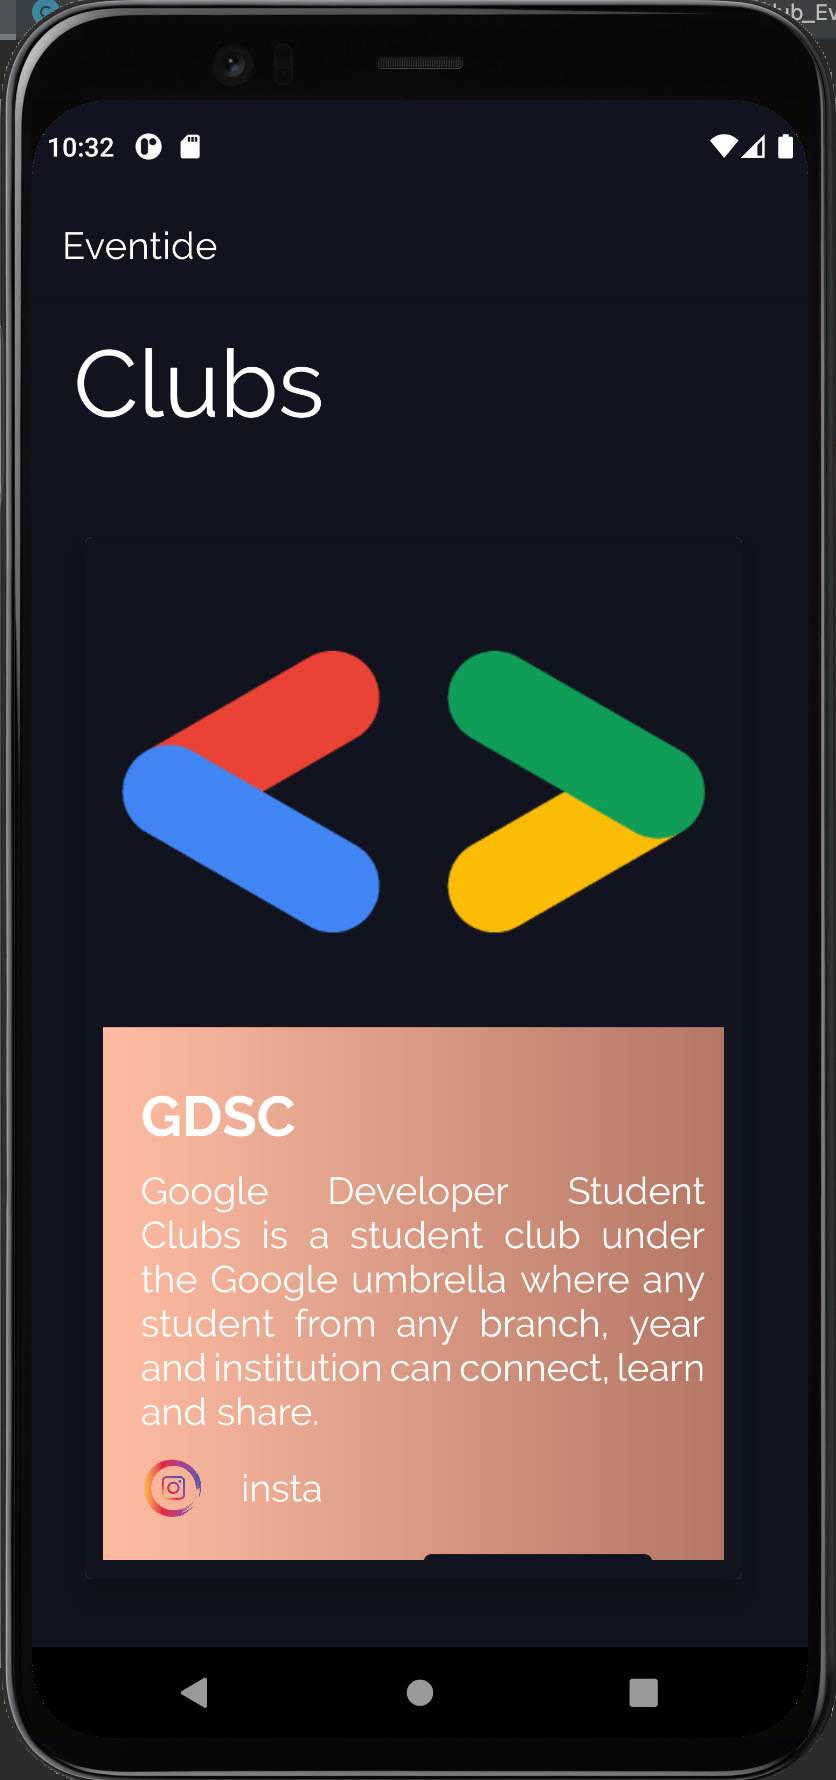 ub_Ev
10:32
Eventide
Clubs
GDSC
Google Developer Student
Clubs is a student club under
the Google umbrella where any
student from any branch, year
and institution can connect, learn
and share.
insta